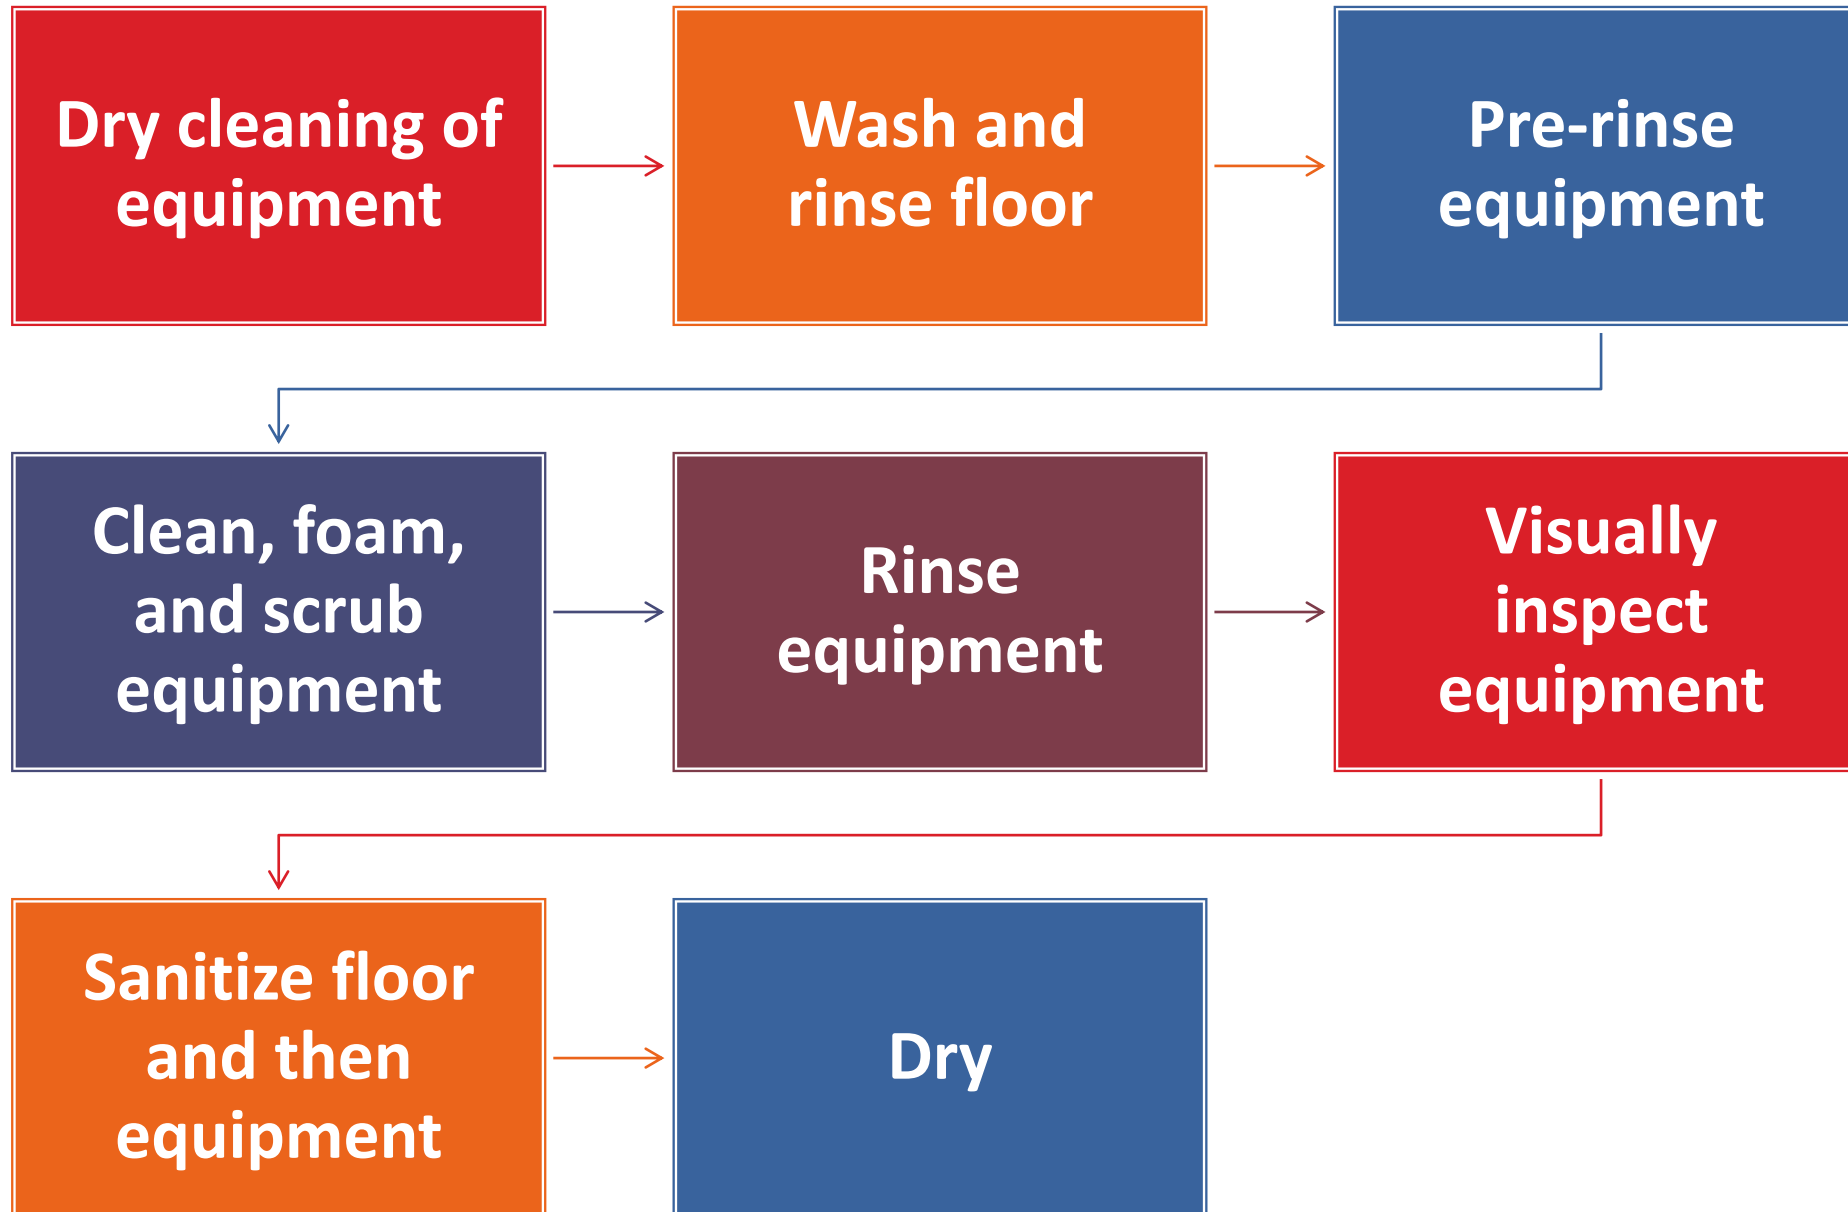 Dry cleaning of
equipment
Wash and
rinse floor
Pre-rinse
equipment
Clean, foam,
and scrub
equipment
Rinse
equipment
Visually
inspect
equipment
Sanitize floor
and then
equipment
Dry